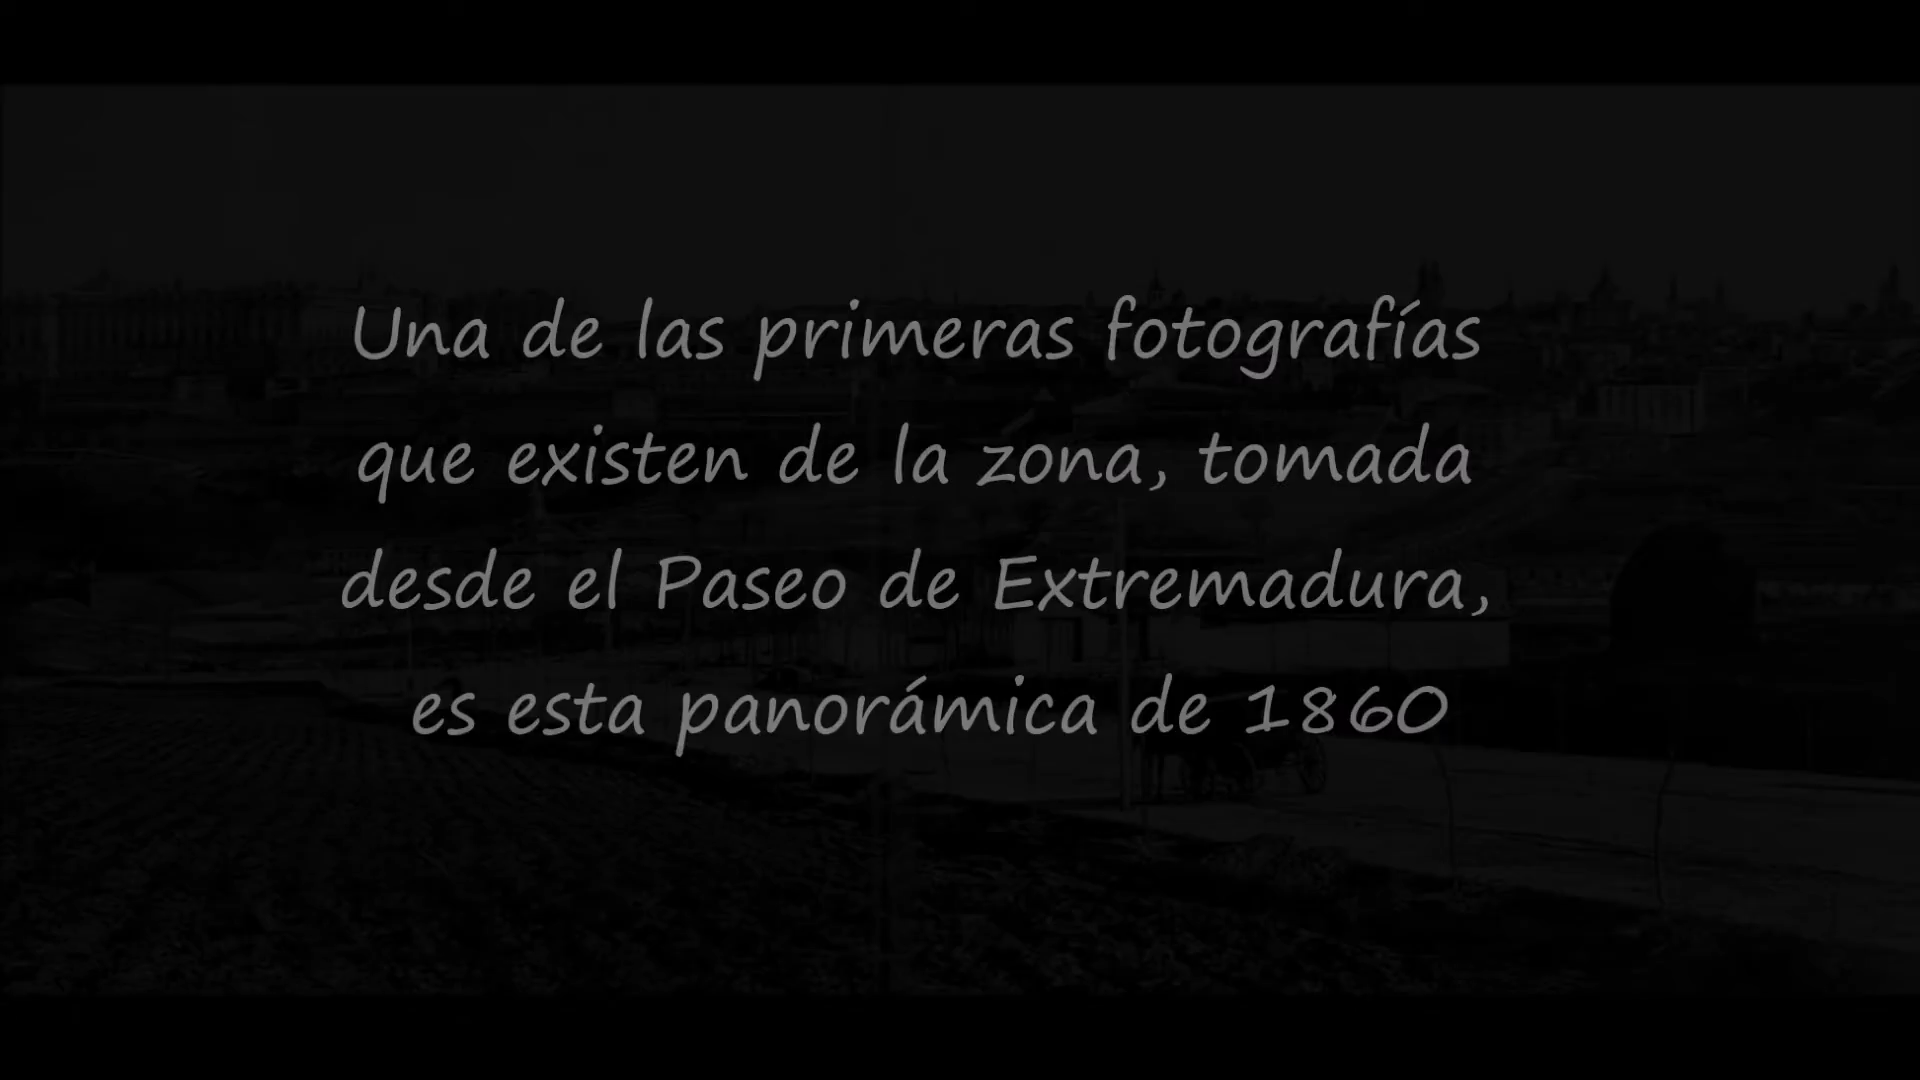 Una de las primeras fotografías
que existen de la zona, tomada
desde el Paseo de Extremadura,
es esta panorámica de 1860